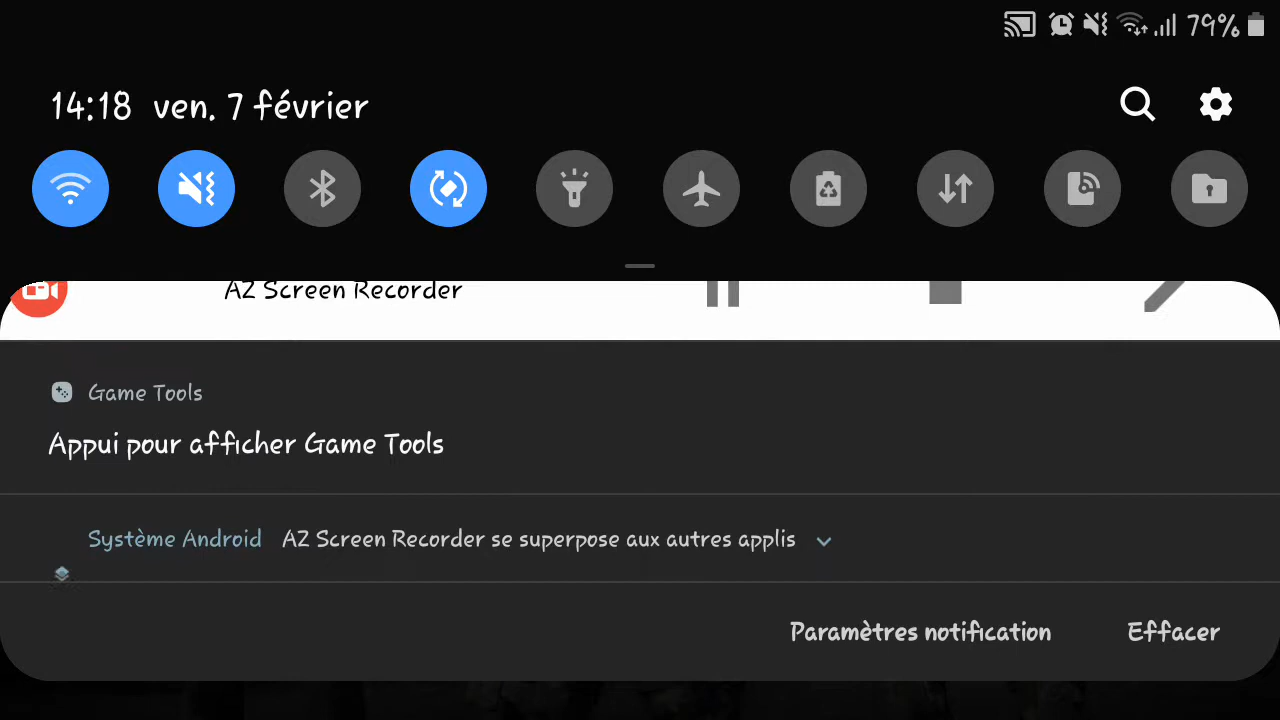 79%
14:18 ven. 7 février
AZ Screen Recorder
Game Tools
Appui pour afficher Game Tools
Système Android AZ Screen Recorder se superpose aux autres applis
Paramètres notification Effacer